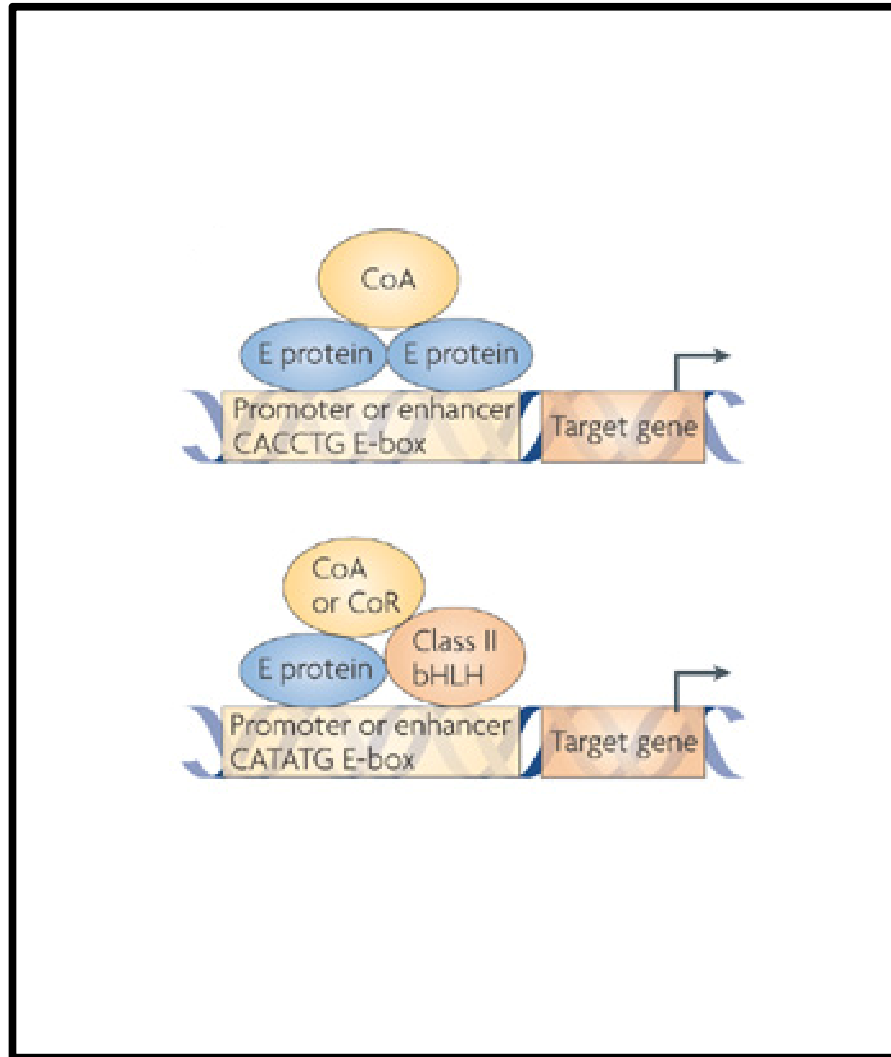 CoA
E protein
E protein
Promoter or enhancer
CACCTG E-box
Target gene
CoA
or CoR
Class II
bHLH
E protein
Promoter or enhancer
CATATG E-box
Target gene